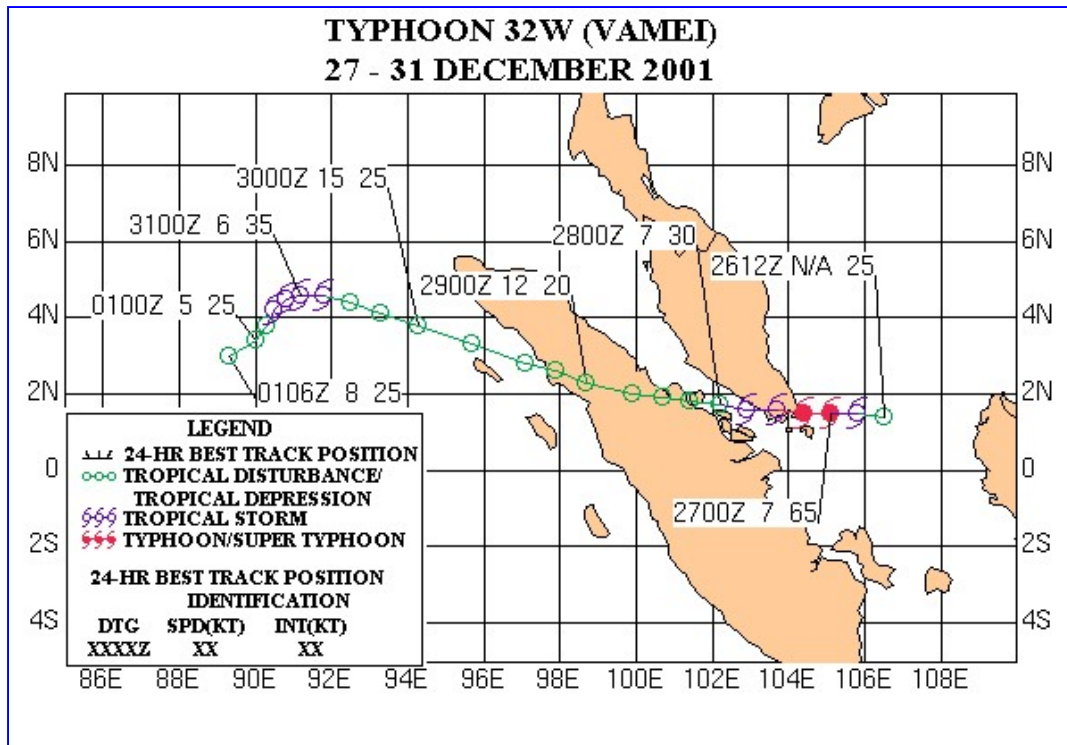 TYPHOON 32W (VAMEI)
27 - 31 DECEMBER 2001
8N
8N
3000Z 15 25
3100Z 6 35
6N
2800Z 7 30
6N
2612Z N/A 25
2900Z 12 20
0100Z 5 25
4N
4N
2N
0106Z 8 25
2N
LEGEND
24-HR BEST TRACK POSITION
TROPICAL DISTURBANCE/
TROPICAL DEPRESSION
TROPICAL STORM
TYPHOON/SUPER TYPHOON
0
0
2700Z 7 65
2S
2S
24-HR BEST TRACK POSITION
IDENTIFICATION
DTG SPD(KT) INT(KT)
XXXXZ XX XX
4S
4S
86E 88E 90E 92E 94E 96E 98E 100E 102E 104E 106E 108E